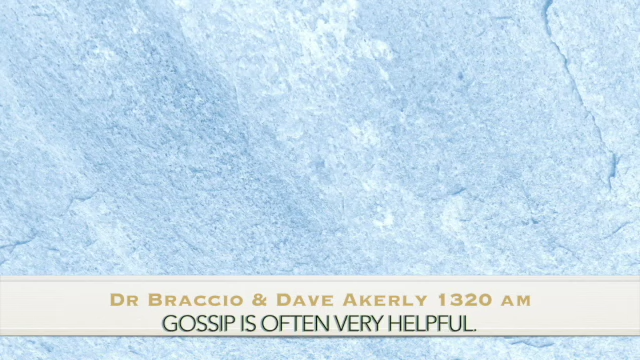 Dr Braccio & Dave Akerly 1320 am
GOSSIP IS OFTEN VERY HELPFUL.